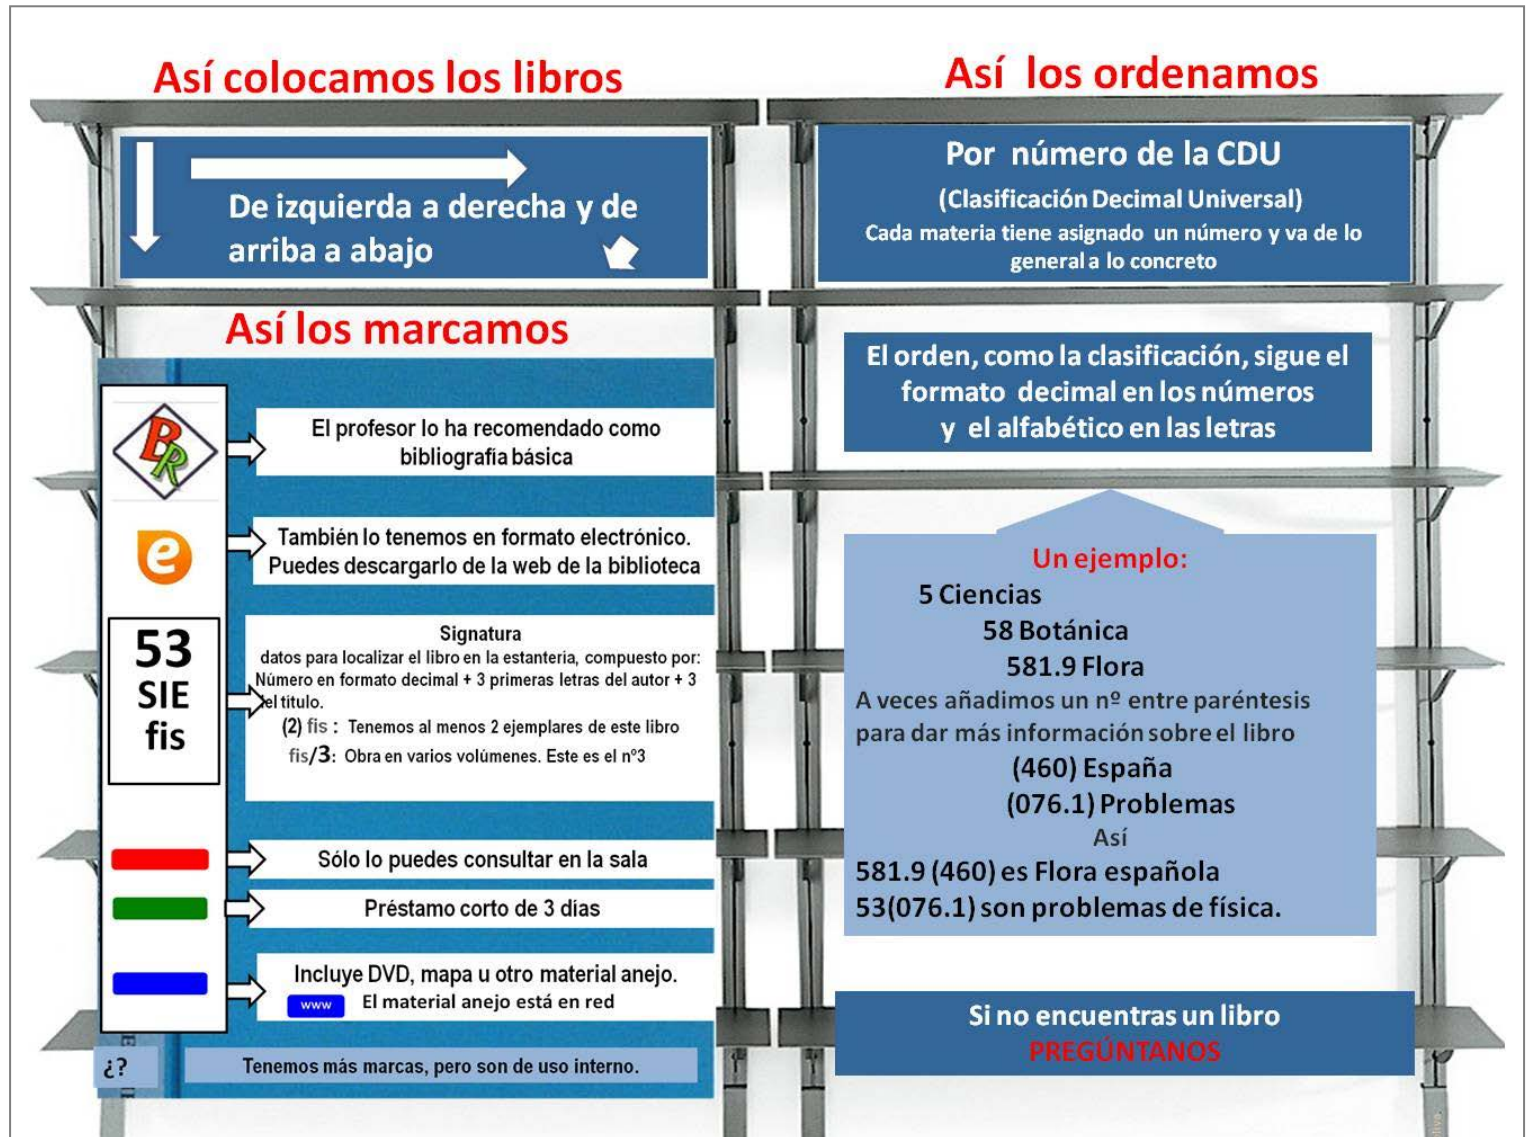 Así colocamos los libros
De izquierda a derecha y de
arriba a abajo
Así los marcamos
BR
El profesor lo ha recomendado como
bibliografía básica
e
También lo tenemos en formato electrónico.
Puedes descargarlo de la web de la biblioteca
53
SIE
fis
Signatura
datos para localizar el libro en la estantería, compuesto por:
Número en formato decimal + 3 primeras letras del autor + 3
el título.
(2) fis : Tenemos al menos 2 ejemplares de este libro
fis/3: Obra en varios volúmenes. Este es el nº3
Sólo lo puedes consultar en la sala
Préstamo corto de 3 días
Incluye DVD, mapa u otro material anejo.
www El material anejo está en red
¿?
Tenemos más marcas, pero son de uso interno.
Así los ordenamos
Por número de la CDU
(Clasificación Decimal Universal)
Cada materia tiene asignado un número y va de lo
general a lo concreto
El orden, como la clasificación, sigue el
formato decimal en los números
y el alfabético en las letras
Un ejemplo:
5 Ciencias
58 Botánica
581.9 Flora
A veces añadimos un nº entre paréntesis
para dar más información sobre el libro
(460) España
(076.1) Problemas
Así
581.9 (460) es Flora española
53(076.1) son problemas de física.
Si no encuentras un libro
PREGÚNTANOS